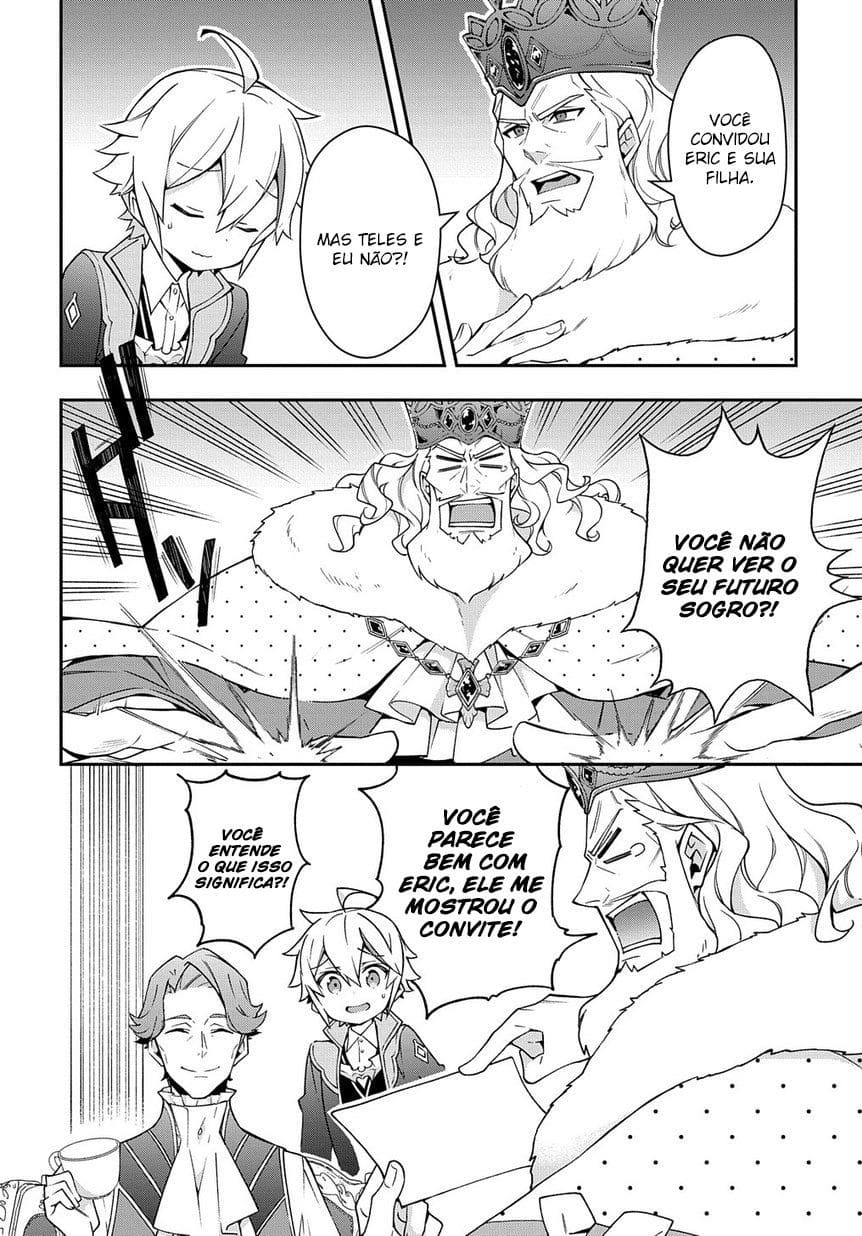 VOCÊ
CONVIDOU
ERIC E SUA
FILHA.
MAS TELES E
EU NÃO?!
VOCÊ NÃO
QUER VER O
SEU FUTURO
SOGRO?!
VOCÊ
PARECE
BEM COM
ERIC, ELE ME
MOSTROU O
CONVITE!
VOCÊ
ENTENDE
O QUE ISSO
SIGNIFICA?!